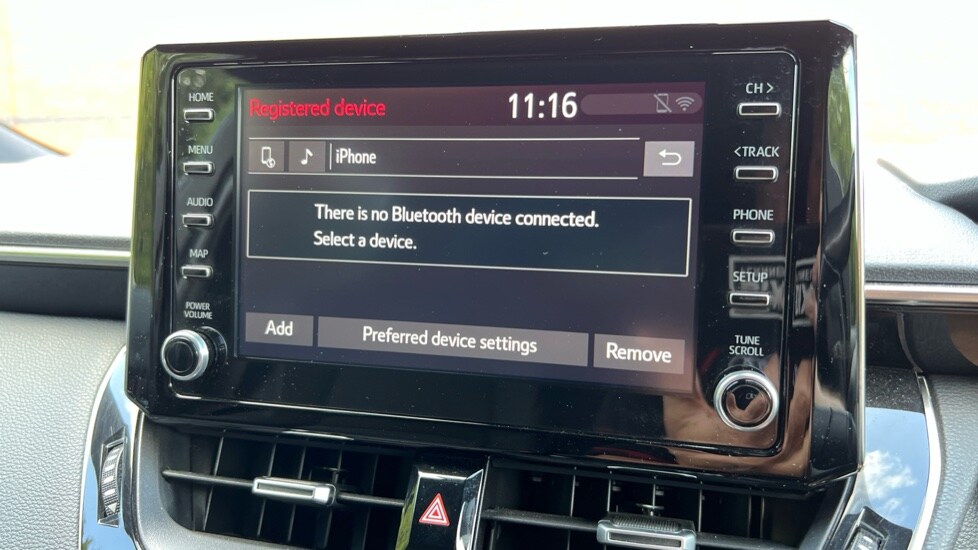 HOME
MENU
AUDIO
MAP
POWER
VOLUME
Registered device 11:16
iPhone
There is no Bluetooth device connected.
Select a device.
Add Preferred device settings Remove
CH >
< TRACK
PHONE
SETUP
TUNE
SCROLL